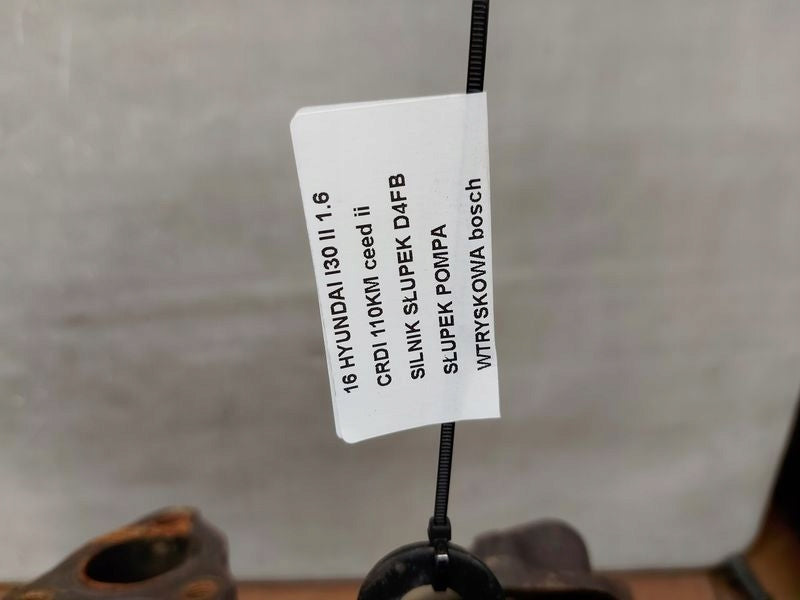 16 HYUNDAI I30 II 1.6
CRDI 110KM ceed ii
SILNIK SŁUPEK D4FB
SŁUPEK POMPA
WTRYSKOWA bosch